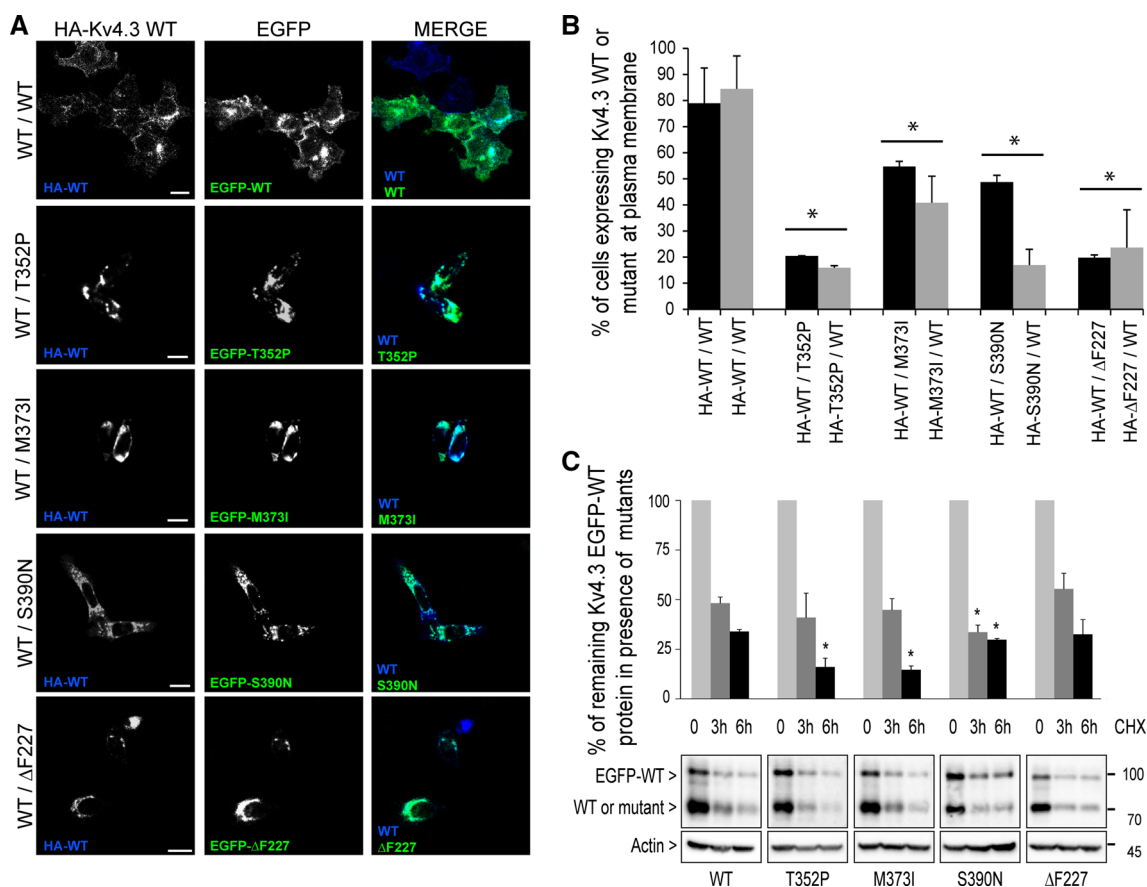 A
HA-Kv4.3 WT EGFP MERGE
WT / WT
HA-WT
EGFP-WT
WT
WT
WT / T352P
HA-WT
EGFP-T352P
WT
T352P
WT / M373I
HA-WT
EGFP-M373I
WT
M373I
WT / S390N
HA-WT
EGFP-S390N
WT
S390N
WT / ΔF227
HA-WT
EGFP-ΔF227
WT
ΔF227
B
% of cells expressing Kv4.3 WT or
mutant at plasma membrane
100
90
80
70
60
50
40
30
20
10
0
* * * *
HA-WT / WT
HA-WT / WT
HA-WT / T352P
HA-T352P / WT
HA-WT / M373I
HA-M373I / WT
HA-WT / S390N
HA-S390N / WT
HA-WT / ΔF227
HA-ΔF227 / WT
C
% of remaining Kv4.3 EGFP-WT
protein in presence of mutants
100
75
50
25
0
* * * *
0 3h 6h 0 3h 6h 0 3h 6h 0 3h 6h 0 3h 6h CHX
EGFP-WT > 100
WT or mutant > 70
Actin > 45
WT T352P M373I S390N ΔF227